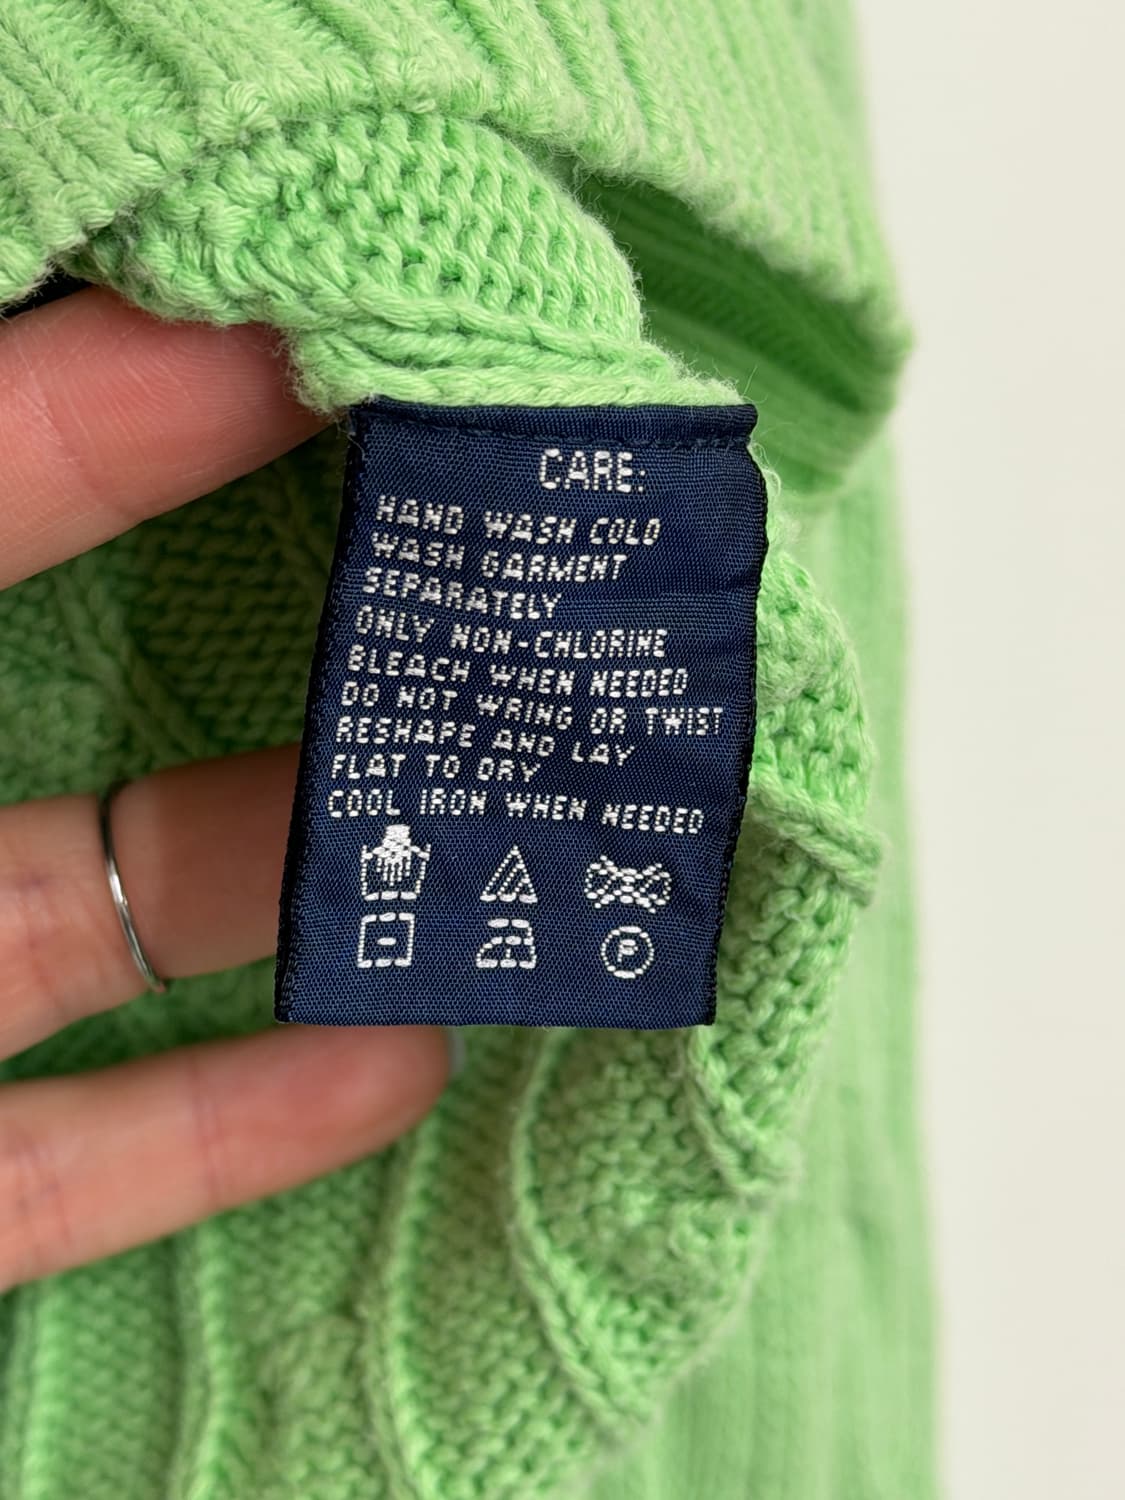 CARE:
HAND WASH COLD
WASH GARMENT
SEPARATELY
ONLY NON-CHLORINE
BLEACH WHEN NEEDED
DO NOT WRING OR TWIST
RESHAPE AND LAY
FLAT TO DRY
COOL IRON WHEN NEEDED
P